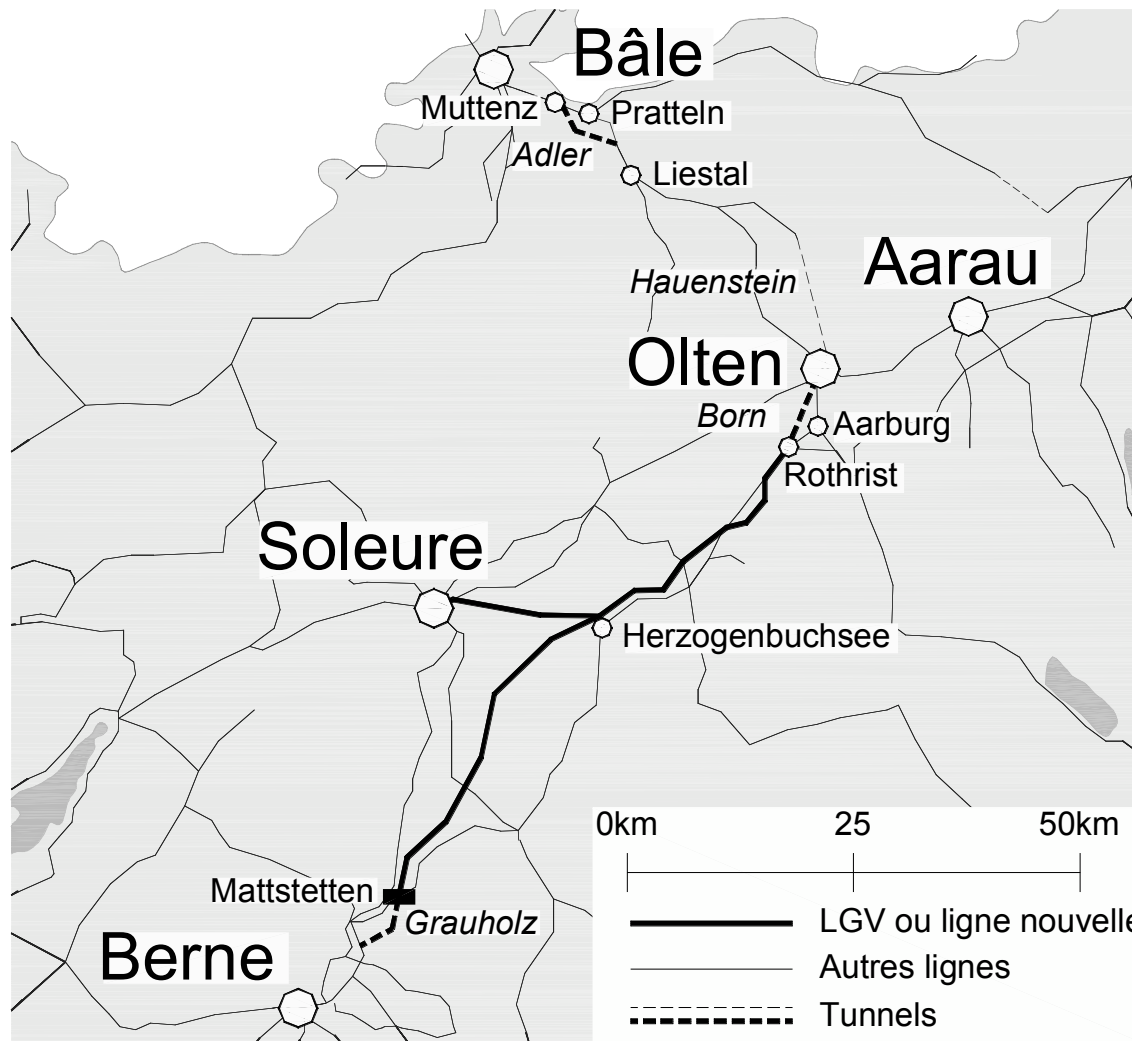 Bâle
Muttenz
Pratteln
Adler
Liestal
Aarau
Hauenstein
Olten
Born
Aarburg
Rothrist
Soleure
Herzogenbuchsee
0km 25 50km
Mattstetten
Grauholz
LGV ou ligne nouvelle
Berne
Autres lignes
Tunnels